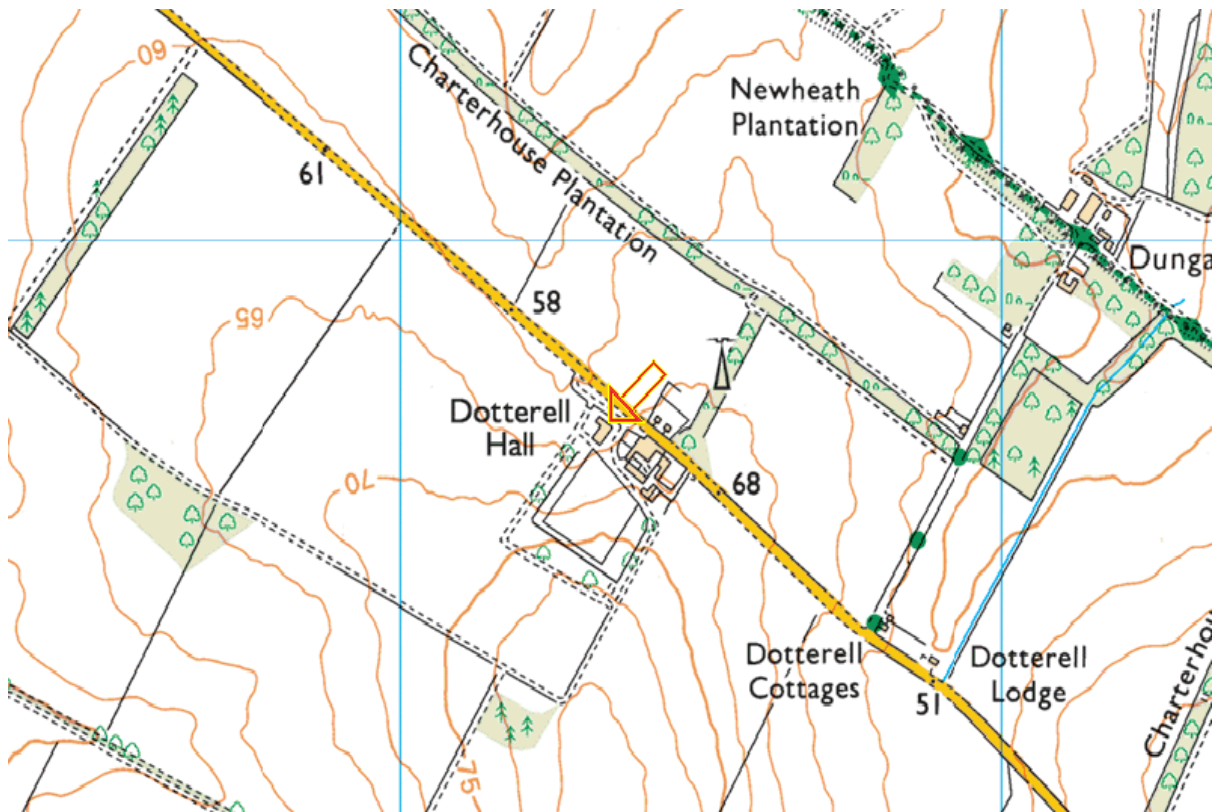 60
Charterhouse Plantation
Newheath
Plantation
61
Dunga
58
65
Dotterell
Hall
70
68
Dotterell
Cottages
Dotterell
Lodge
51
Charterhou
75